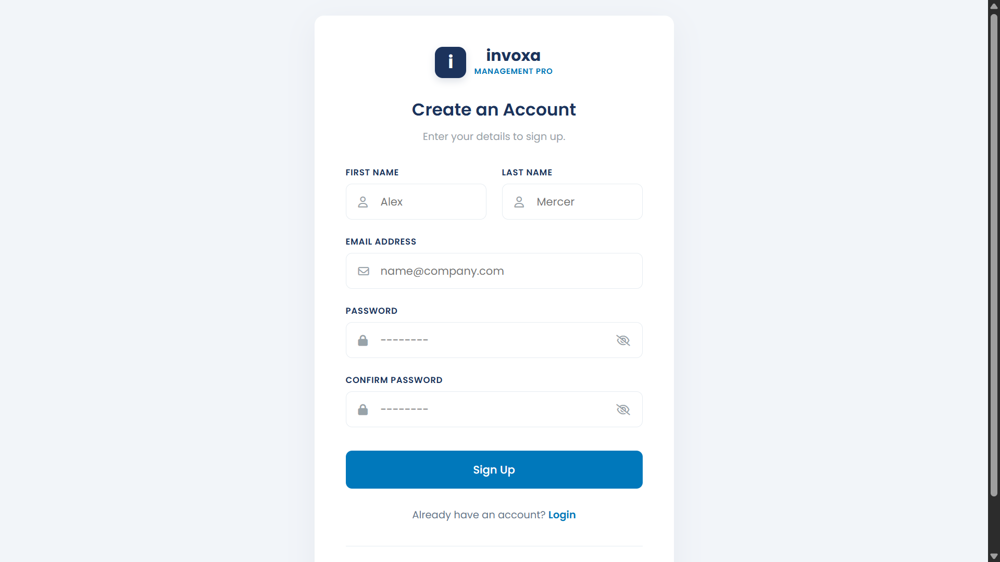 i
invoxa
MANAGEMENT PRO
Create an Account
Enter your details to sign up.
FIRST NAME
LAST NAME
Alex
Mercer
EMAIL ADDRESS
name@company.com
PASSWORD
--------
CONFIRM PASSWORD
--------
Sign Up
Already have an account? Login